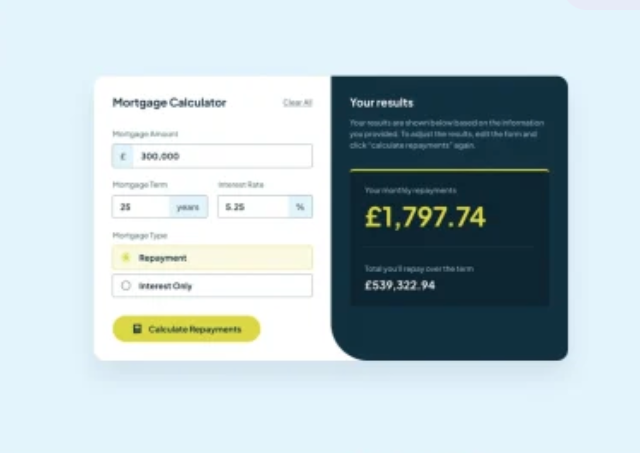 Mortgage Calculator
Clear All
Mortgage Amount
£ 300,000
Mortgage Term
Interest Rate
25 years
5.25 %
Mortgage Type
Repayment
Interest Only
Calculate Repayments
Your results
Your results are shown below based on the information
you provided. To adjust the results, edit the form and
click "calculate repayments" again.
Your monthly repayments
£1,797.74
Total you'll repay over the term
£539,322.94